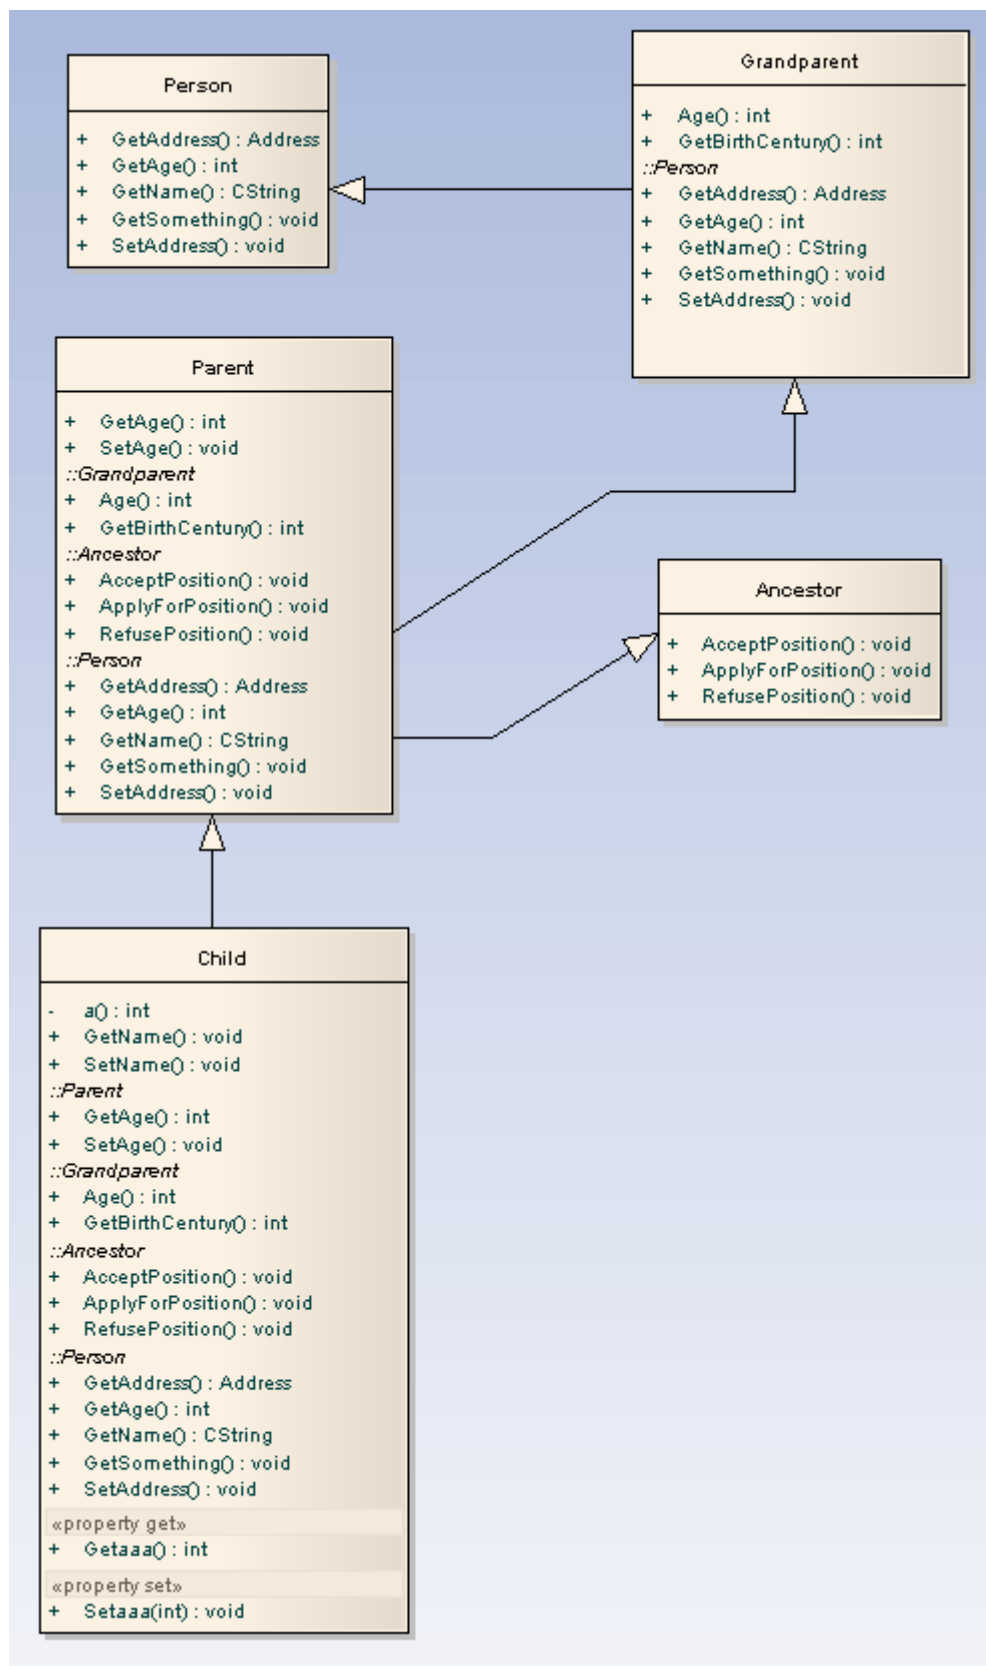 Person
+ GetAddress() : Address
+ GetAge() : int
+ GetName() : CString
+ GetSomething() : void
+ SetAddress() : void
Grandparent
+ Age() : int
+ GetBirthCentury() : int
::Person
+ GetAddress() : Address
+ GetAge() : int
+ GetName() : CString
+ GetSomething() : void
+ SetAddress() : void
Parent
+ GetAge() : int
+ SetAge() : void
::Grandparent
+ Age() : int
+ GetBirthCentury() : int
::Ancestor
+ AcceptPosition() : void
+ ApplyForPosition() : void
+ RefusePosition() : void
::Person
+ GetAddress() : Address
+ GetAge() : int
+ GetName() : CString
+ GetSomething() : void
+ SetAddress() : void
Ancestor
+ AcceptPosition() : void
+ ApplyForPosition() : void
+ RefusePosition() : void
Child
- a() : int
+ GetName() : void
+ SetName() : void
::Parent
+ GetAge() : int
+ SetAge() : void
::Grandparent
+ Age() : int
+ GetBirthCentury() : int
::Ancestor
+ AcceptPosition() : void
+ ApplyForPosition() : void
+ RefusePosition() : void
::Person
+ GetAddress() : Address
+ GetAge() : int
+ GetName() : CString
+ GetSomething() : void
+ SetAddress() : void
«property get»
+ Getaaa() : int
«property set»
+ Setaaa(int) : void